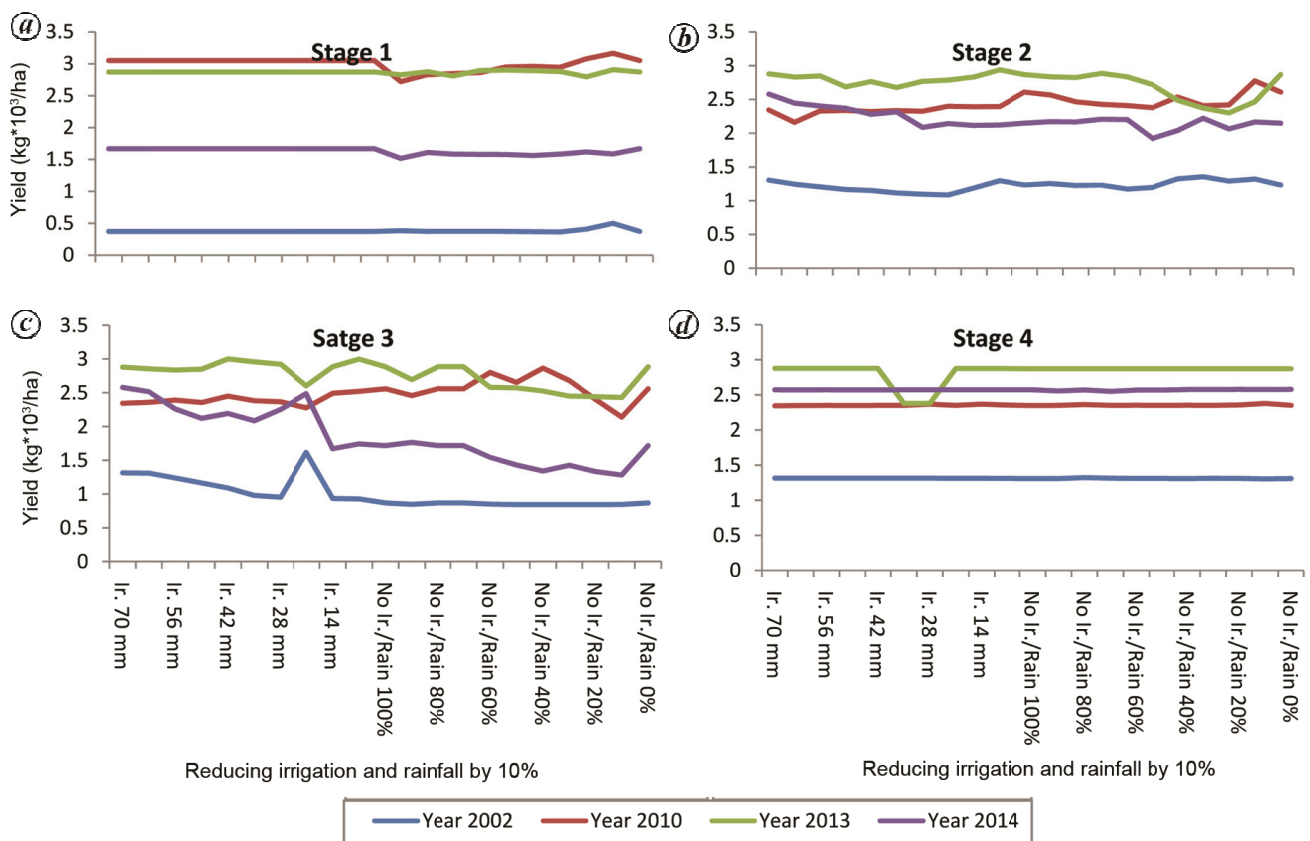 a
Stage 1
Yield (kg*10³/ha)
3.5
3
2.5
2
1.5
1
0.5
0
b
Stage 2
3.5
3
2.5
2
1.5
1
0.5
0
c
Satge 3
Yield (kg*10³/ha)
3.5
3
2.5
2
1.5
1
0.5
0
Ir. 70 mm
Ir. 56 mm
Ir. 42 mm
Ir. 28 mm
Ir. 14 mm
No Ir./Rain 100%
No Ir./Rain 80%
No Ir./Rain 60%
No Ir./Rain 40%
No Ir./Rain 20%
No Ir./Rain 0%
Reducing irrigation and rainfall by 10%
d
Stage 4
3.5
3
2.5
2
1.5
1
0.5
0
Ir. 70 mm
Ir. 56 mm
Ir. 42 mm
Ir. 28 mm
Ir. 14 mm
No Ir./Rain 100%
No Ir./Rain 80%
No Ir./Rain 60%
No Ir./Rain 40%
No Ir./Rain 20%
No Ir./Rain 0%
Reducing irrigation and rainfall by 10%
Year 2002 Year 2010 Year 2013 Year 2014